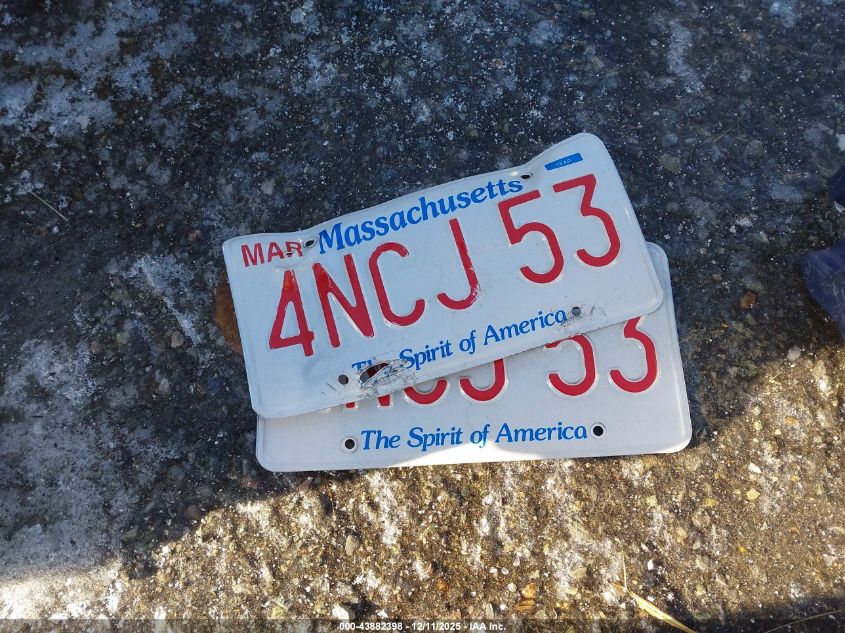 MAR Massachusetts
4NCJ 53
The Spirit of America
NCJ 53
The Spirit of America
000-43882398 - 12/11/2025 - IAA Inc.